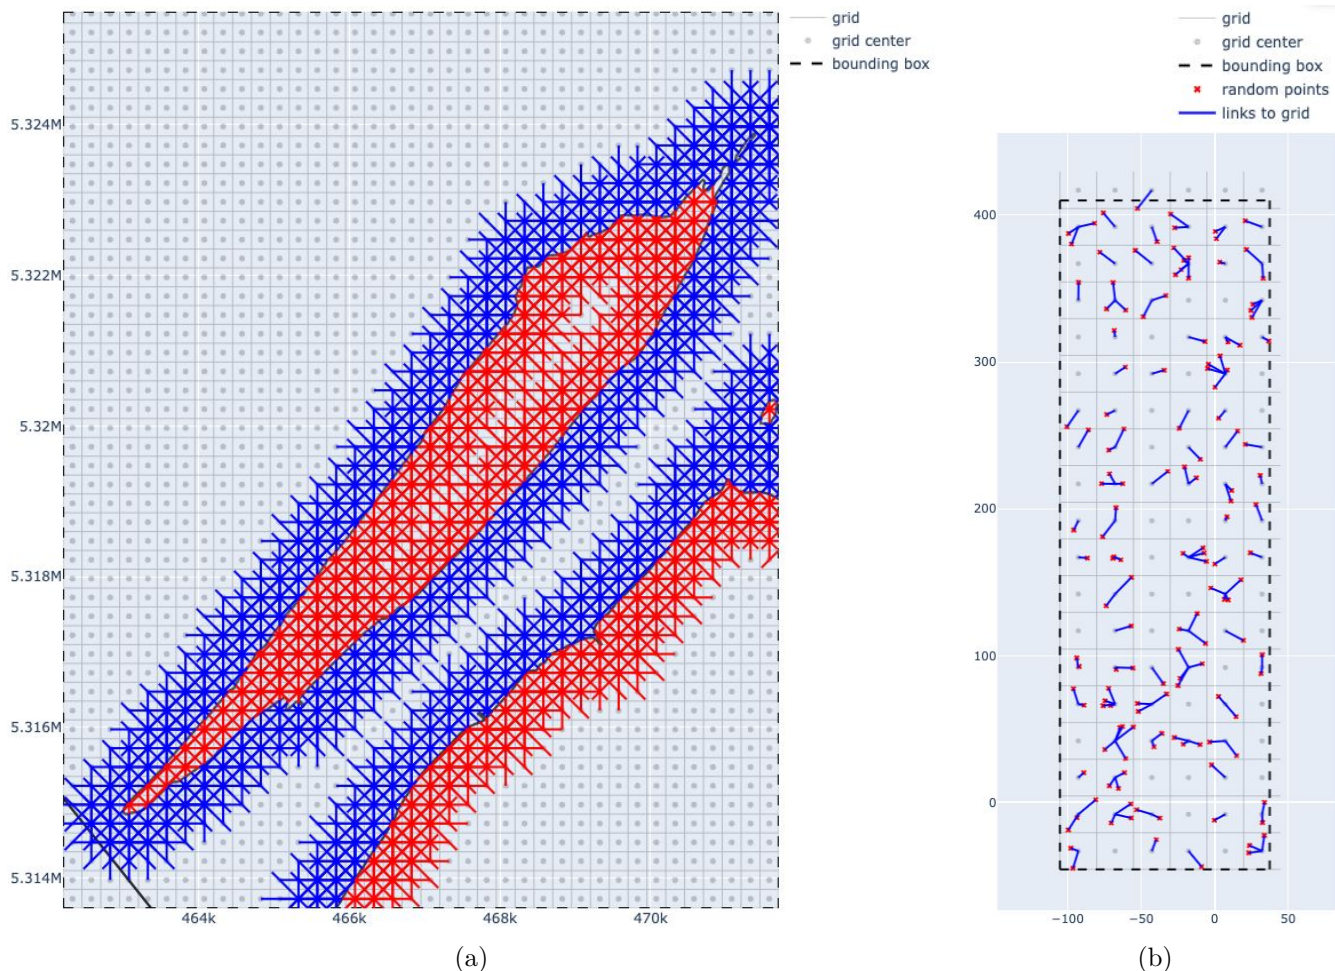 grid
grid center
bounding box
5.324M
5.322M
5.32M
5.318M
5.316M
5.314M
464k
466k
468k
470k
(a)
grid
grid center
bounding box
random points
links to grid
400
300
200
100
0
−100
−50
0
50
(b)